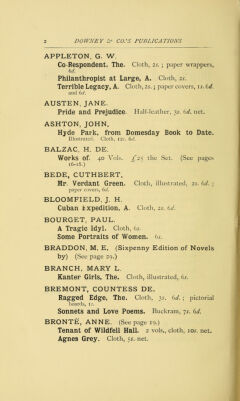 2 DOWNEY & CO.'S PUBLICATIONS
APPLETON, G. W.
Co-Respondent, The. Cloth, 2s. ; paper wrappers,
6d.
Philanthropist at Large, A. Cloth, 2s.
Terrible Legacy, A. Cloth, 2s. ; paper covers, 1s. 6d.
and 6d.
AUSTEN, JANE.
Pride and Prejudice. Half-leather, 3s. 6d. net.
ASHTON, JOHN,
Hyde Park, from Domesday Book to Date.
Illustrated. Cloth, 12s. 6d.
BALZAC, H. DE.
Works of. 40 Vols. £25 the Set. (See pages
(6-18.)
BEDE, CUTHBERT,
Mr. Verdant Green. Cloth, illustrated, 2s. 6d. ;
paper covers, 6d.
BLOOMFIELD, J. H.
Cuban Expedition, A. Cloth, 2s. 6d.
BOURGET, PAUL.
A Tragic Idyl. Cloth, 6s.
Some Portraits of Women. 6s.
BRADDON, M. E. (Sixpenny Edition of Novels
by) (See page 29.)
BRANCH, MARY L.
Kanter Girls, The. Cloth, illustrated, 6s.
BREMONT, COUNTESS DE.
Ragged Edge, The. Cloth, 3s. 6d. ; pictorial
boards, 1s.
Sonnets and Love Poems. Buckram, 7s. 6d.
BRONTË, ANNE. (See page 19.)
Tenant of Wildfell Hall. 2 vols., cloth, 10s. net.
Agnes Grey. Cloth, 5s. net.